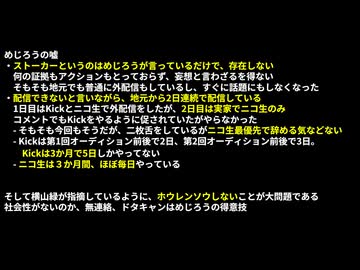 めじろうの嘘
・ストーカーというのはめじろうが言っているだけで、存在しない
何の証拠もアクションもとっておらず、妄想と言わざるを得ない
そもそも地元でも普通に外配信もしているし、すぐに話題にもしなくなった
・配信できないと言いながら、地元から2日連続で配信している
1日目はKickとニコ生で外配信をしたが、2日目は実家でニコ生のみ
コメントでもKickをやるように促されていたがやらなかった
- そもそも今回もそうだが、二枚舌をしているがニコ生最優先で辞める気などない
- Kickは第1回オーディション前後で2日、第2回オーディション前後で3日。
Kickは3か月で5日しかやってない
- ニコ生は３か月間、ほぼ毎日やっている
そして横山緑が指摘しているように、ホウレンソウしないことが大問題である
社会性がないのか、無連絡、ドタキャンはめじろうの得意技